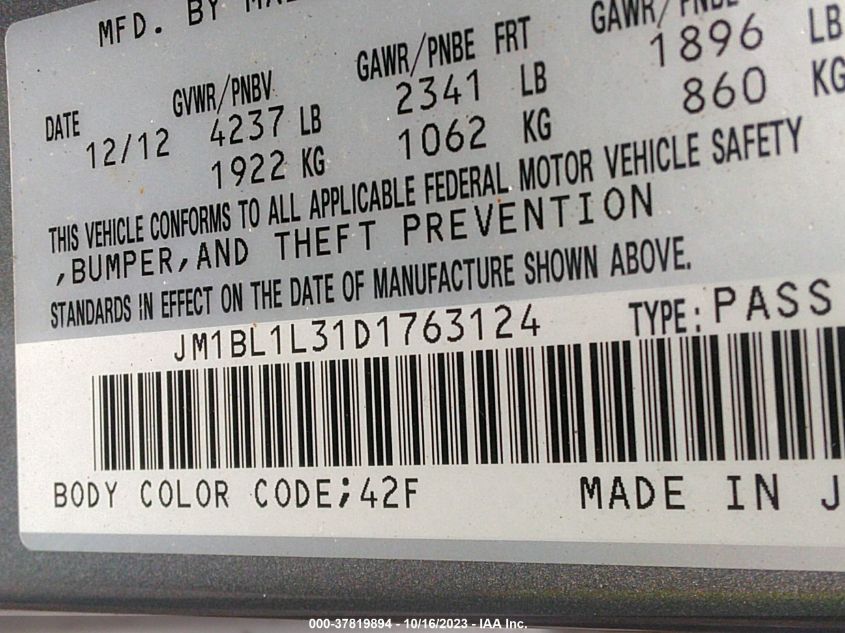 MFD. BY
DATE GVWR/PNBV GAWR/PNBE FRT
12/12 4237 LB 2341 LB 1896 LB
1922 KG 1062 KG 860 KG
THIS VEHICLE CONFORMS TO ALL APPLICABLE FEDERAL MOTOR VEHICLE SAFETY
,BUMPER,AND THEFT PREVENTION
STANDARDS IN EFFECT ON THE DATE OF MANUFACTURE SHOWN ABOVE.
JM1BL1L31D1763124 TYPE: PASS
BODY COLOR CODE;42F MADE IN J
000-37819894 - 10/16/2023 - IAA Inc.